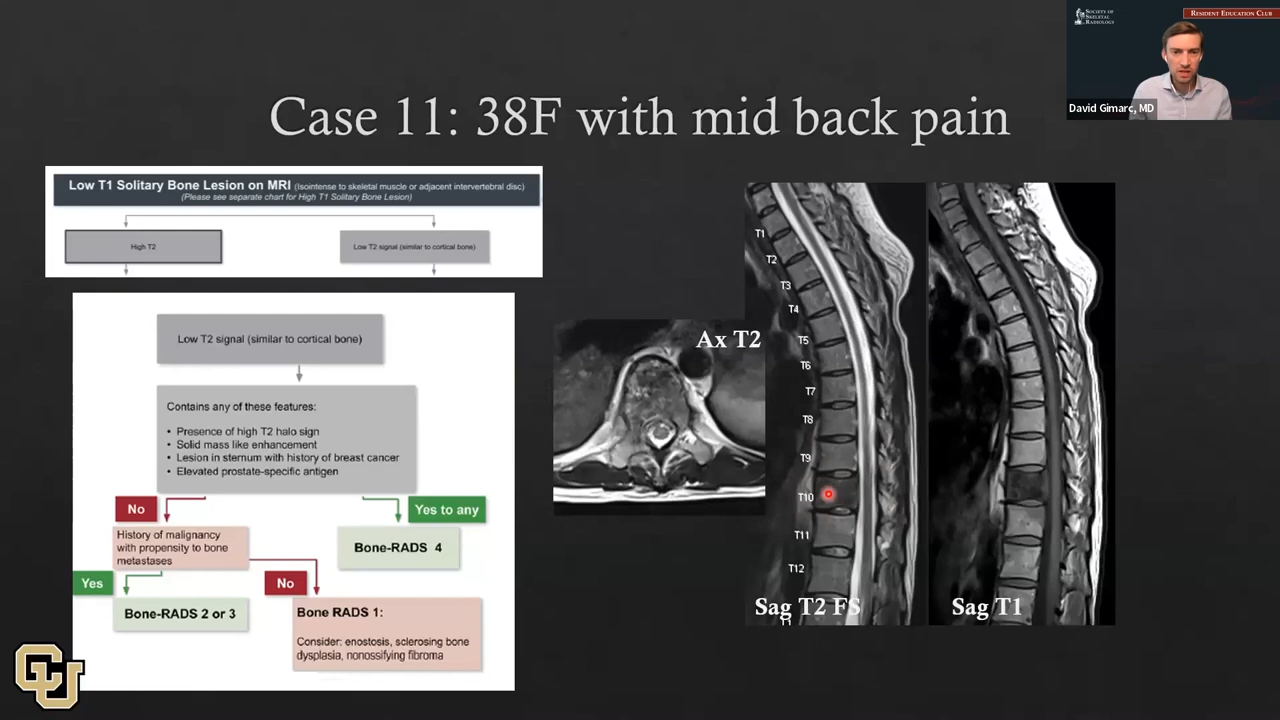 SOCIETY OF
SKELETAL
RADIOLOGY
RESIDENT EDUCATION CLUB
David Gimarc, MD
Case 11: 38F with mid back pain
Low T1 Solitary Bone Lesion on MRI (Isointense to skeletal muscle or adjacent intervertebral disc)
(Please see separate chart for High T1 Solitary Bone Lesion)
High T2
Low T2 signal (similar to cortical bone)
Low T2 signal (similar to cortical bone)
Contains any of these features:
• Presence of high T2 halo sign
• Solid mass like enhancement
• Lesion in sternum with history of breast cancer
• Elevated prostate-specific antigen
No
Yes to any
History of malignancy
with propensity to bone
metastases
Bone-RADS 4
Yes
No
Bone-RADS 2 or 3
Bone RADS 1:
Consider: enostosis, sclerosing bone
dysplasia, nonossifying fibroma
CU
Ax T2
T1
T2
T3
T4
T5
T6
T7
T8
T9
T10
T11
T12
Sag T2 FS
Sag T1